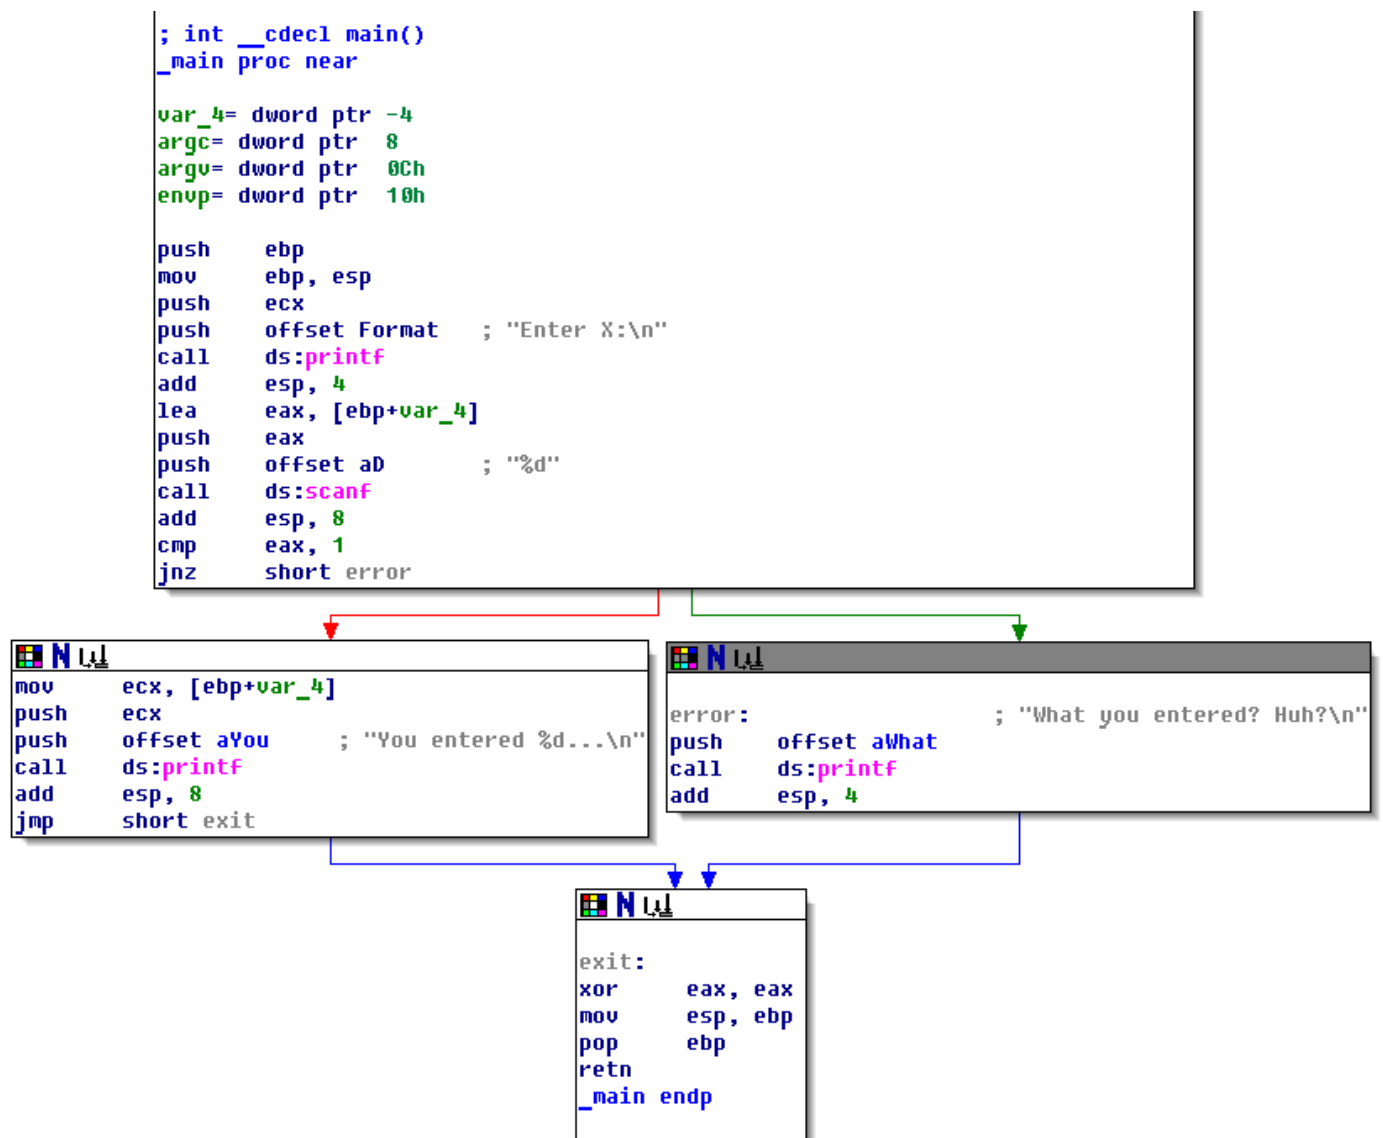 ; int __cdecl main()
_main proc near
var_4= dword ptr -4
argc= dword ptr  8
argv= dword ptr  0Ch
envp= dword ptr  10h
push    ebp
mov     ebp, esp
push    ecx
push    offset Format   ; "Enter X:\n"
call    ds:printf
add     esp, 4
lea     eax, [ebp+var_4]
push    eax
push    offset aD       ; "%d"
call    ds:scanf
add     esp, 8
cmp     eax, 1
jnz     short error
mov     ecx, [ebp+var_4]
push    ecx
push    offset aYou     ; "You entered %d...\n"
call    ds:printf
add     esp, 8
jmp     short exit
error:                  ; "What you entered? Huh?\n"
push    offset aWhat
call    ds:printf
add     esp, 4
exit:
xor     eax, eax
mov     esp, ebp
pop     ebp
retn
_main endp